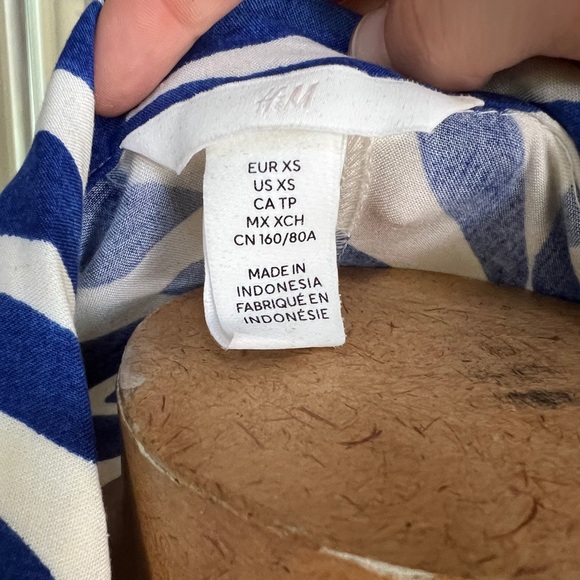 H&M
EUR XS
US XS
CA TP
MX XCH
CN 160/80A
MADE IN
INDONESIA
FABRIQUÉ EN
INDONÉSIE